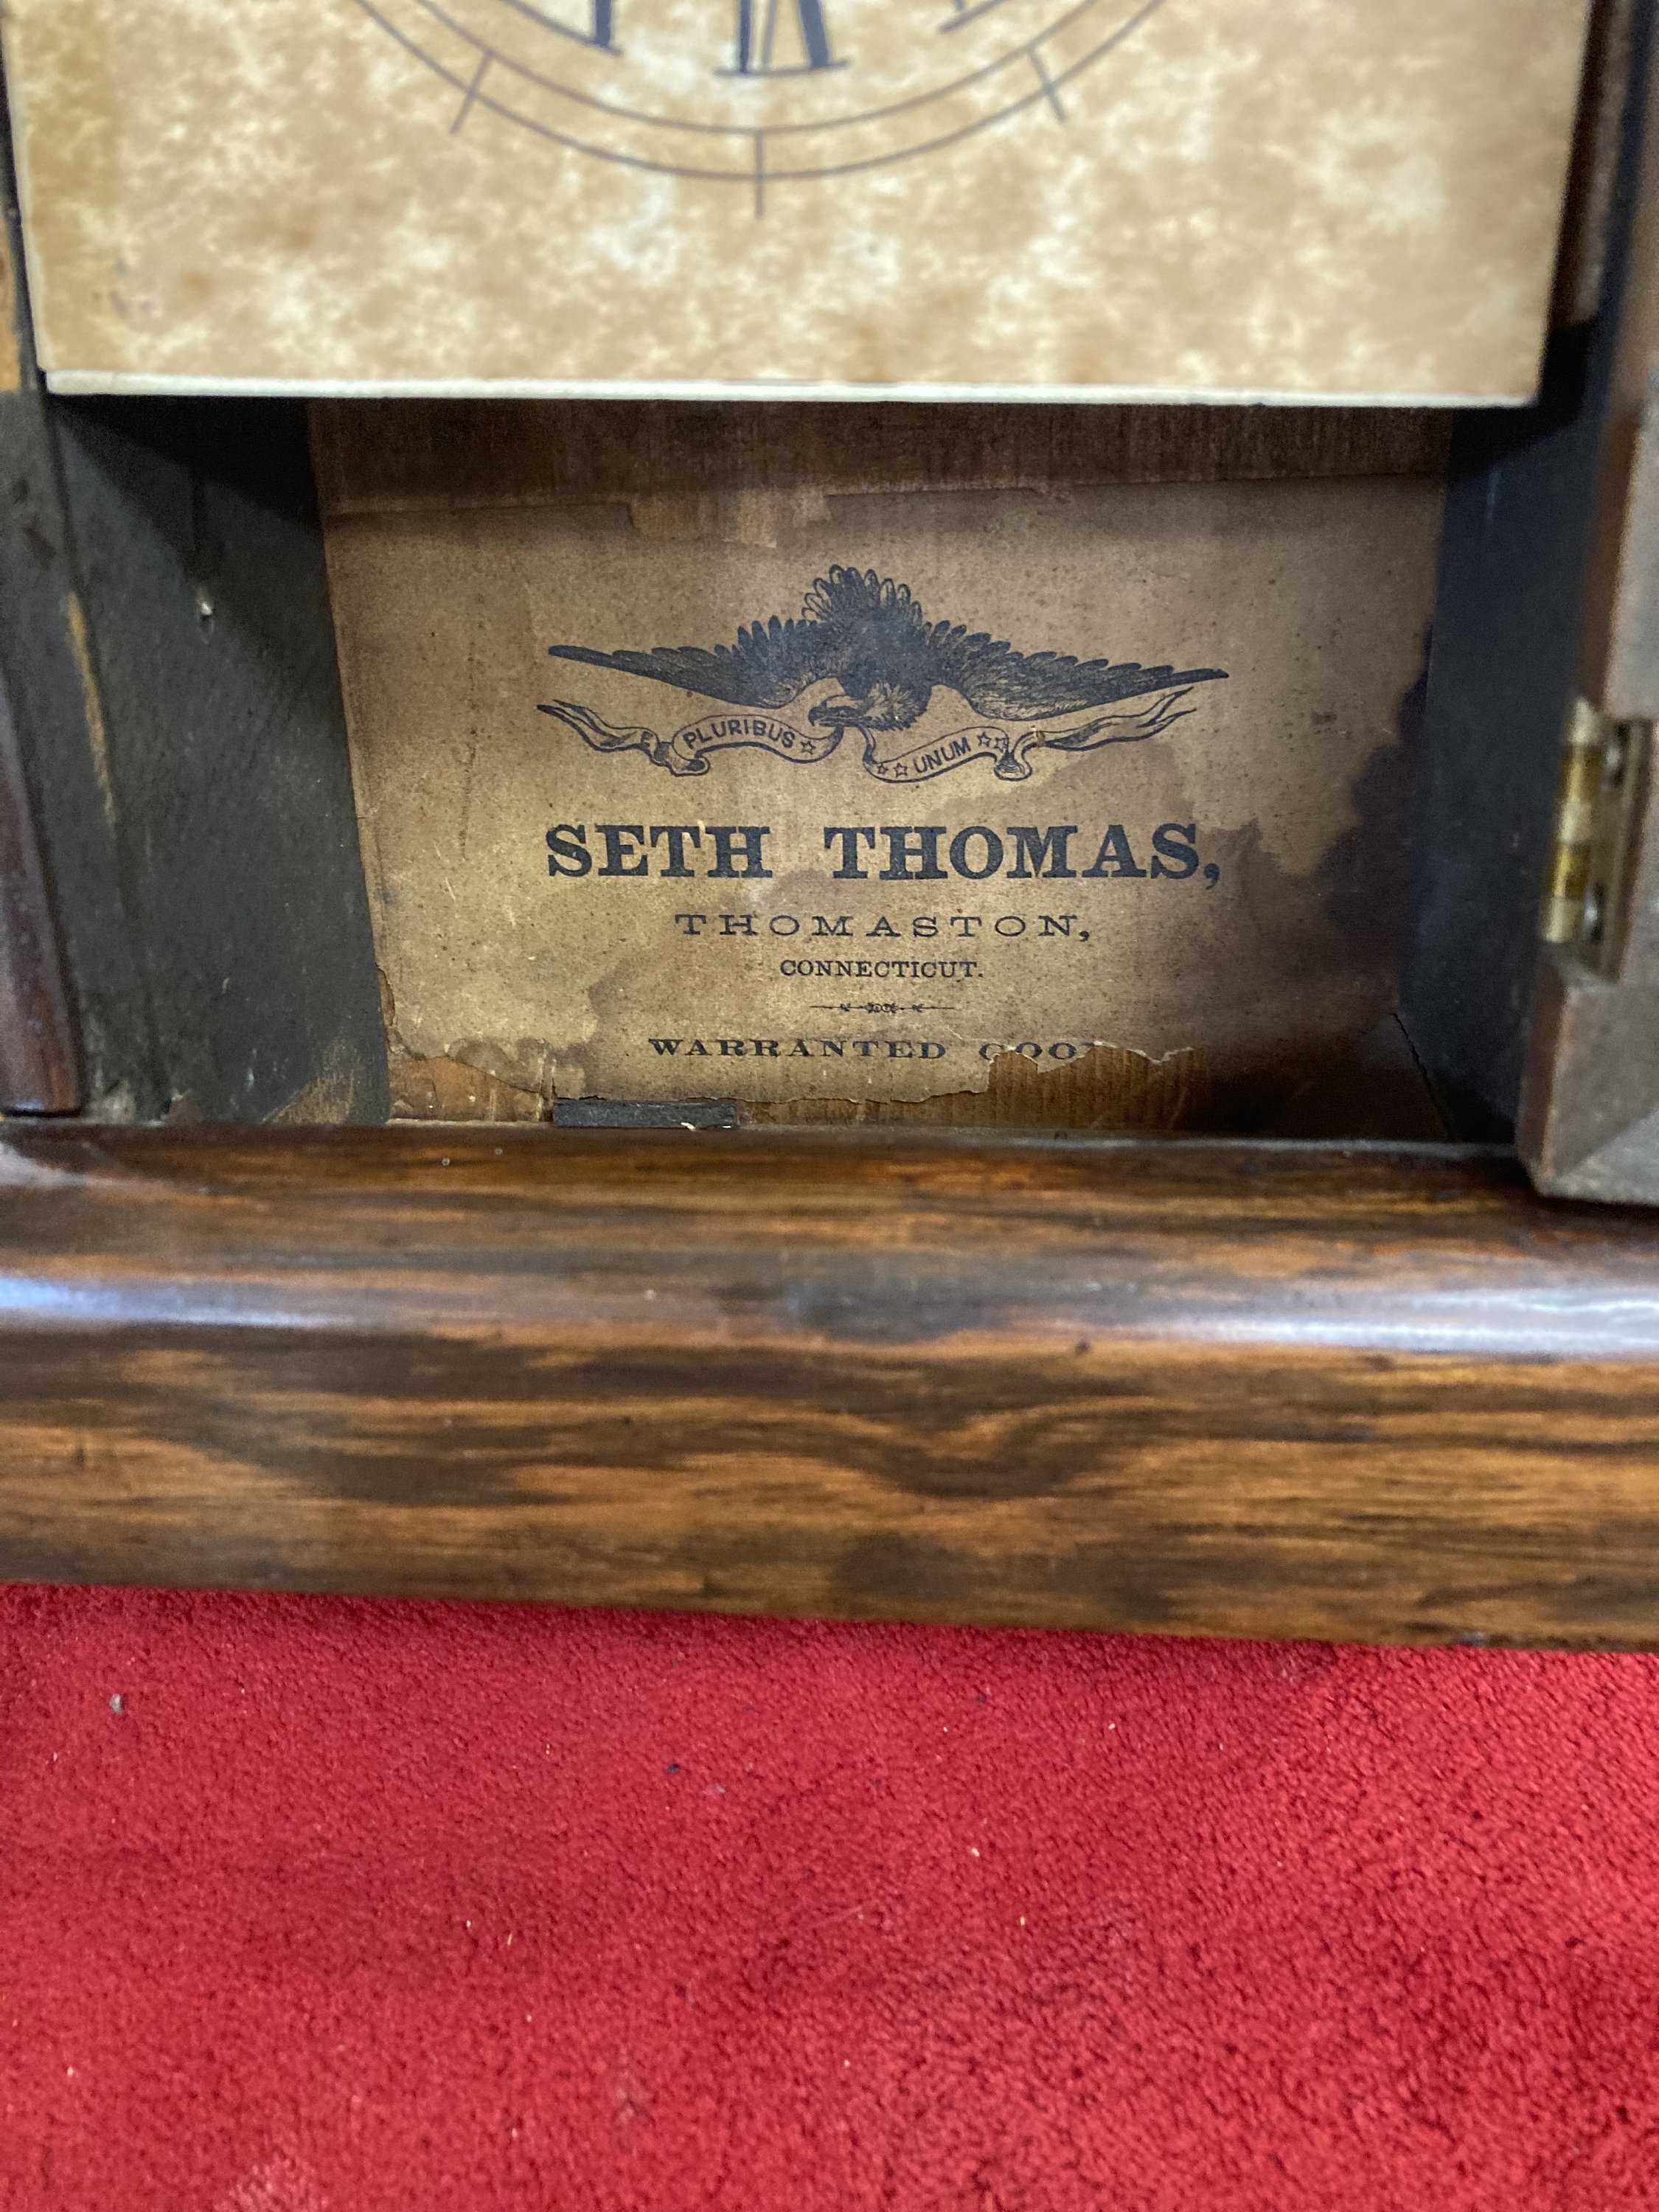 E PLURIBUS UNUM
SETH THOMAS,
THOMASTON,
CONNECTICUT.
WARRANTED